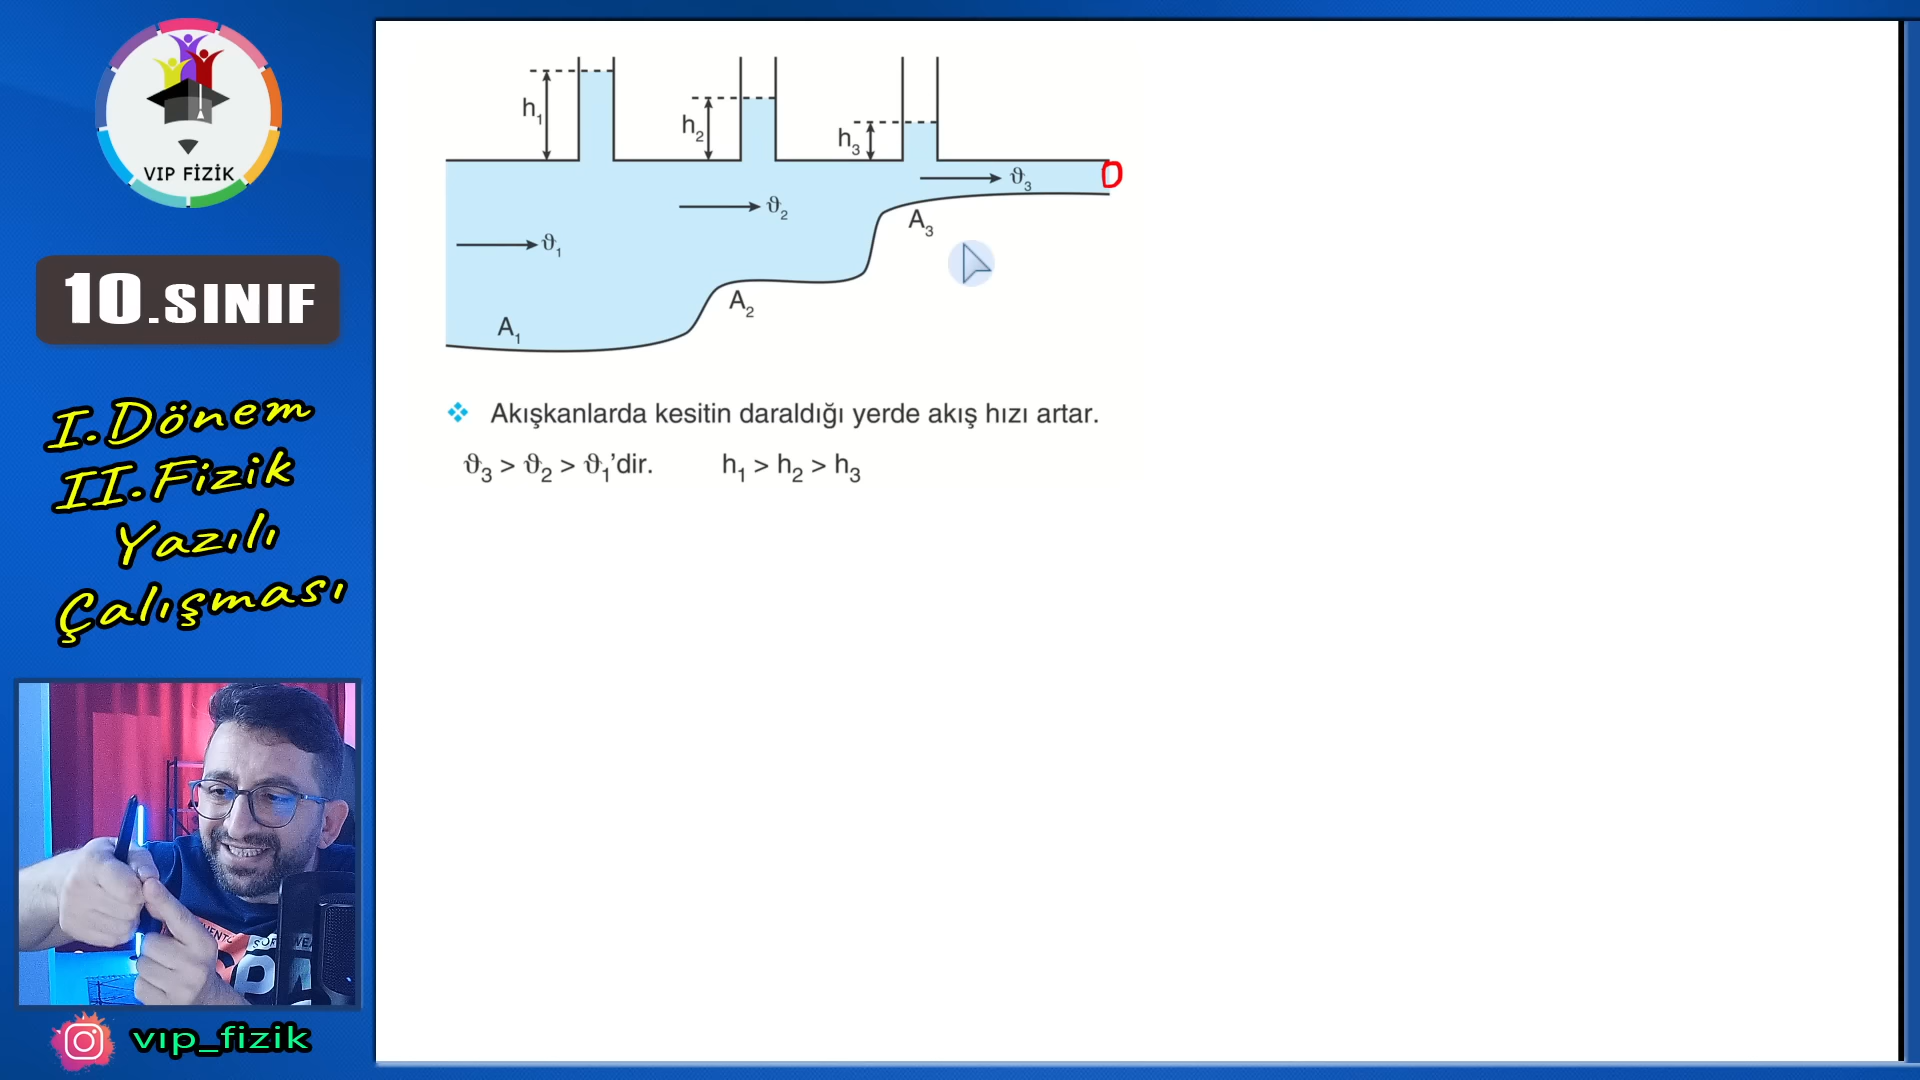 VIP FİZİK
10.SINIF
I.Dönem
II.Fizik
Yazılı
Çalışması
vıp_fizik
h₁
h₂
h₃
ϑ₃
ϑ₂
ϑ₁
A₃
A₂
A₁
Akışkanlarda kesitin daraldığı yerde akış hızı artar.
ϑ₃ > ϑ₂ > ϑ₁'dir. h₁ > h₂ > h₃